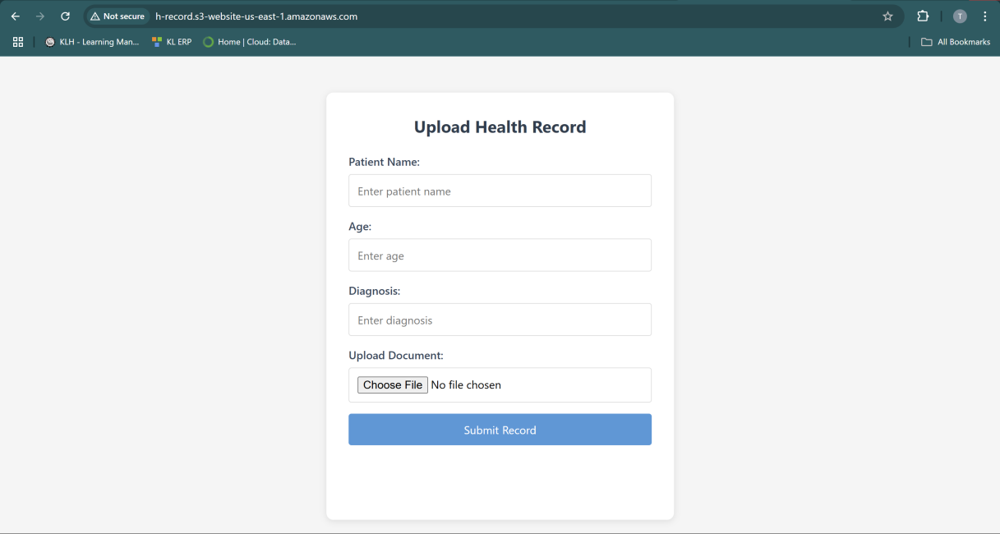 Not secure h-record.s3-website-us-east-1.amazonaws.com T
KLH - Learning Man... KL ERP Home | Cloud: Data... All Bookmarks
Upload Health Record
Patient Name:
Enter patient name
Age:
Enter age
Diagnosis:
Enter diagnosis
Upload Document:
Choose File No file chosen
Submit Record